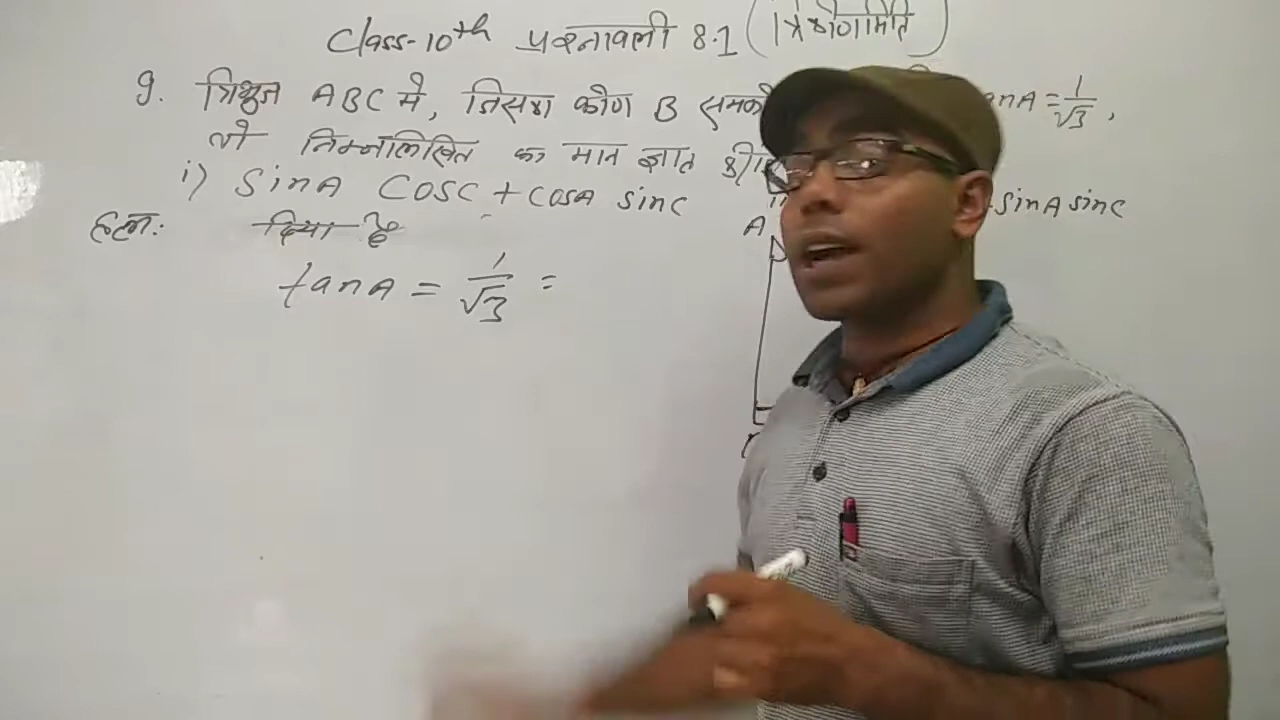 Class-10th प्रश्नावली 8.1 (त्रिकोणमिति)
9. त्रिभुज ABC में, जिसका कोण B समको anA = 1/√3 ,
तो निम्नलिखित का मान ज्ञात कीजि
i) SinA COSC + COSA sinC sinA sinC
हल: दिया है A
tanA = 1/√3 =